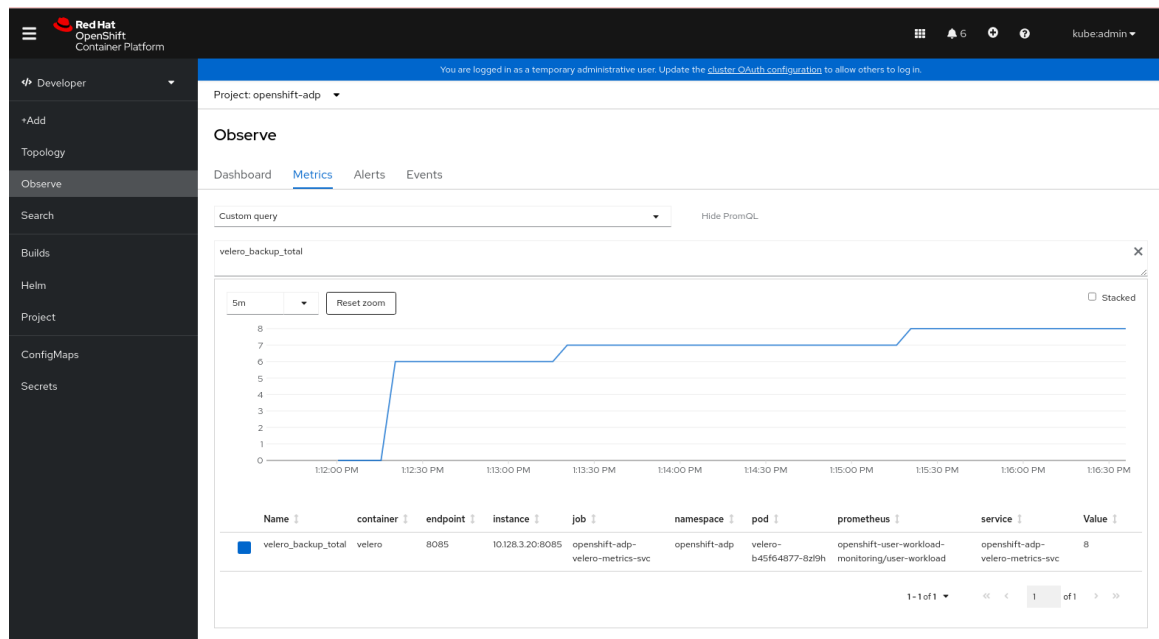 Red Hat
OpenShift
Container Platform
6
kube:admin
You are logged in as a temporary administrative user. Update the cluster OAuth configuration to allow others to log in.
Developer
Project: openshift-adp
+Add
Topology
Observe
Search
Builds
Helm
Project
ConfigMaps
Secrets
Observe
Dashboard Metrics Alerts Events
Custom query Hide PromQL
velero_backup_total
5m Reset zoom Stacked
8
7
6
5
4
3
2
1
0
1:12:00 PM 1:12:30 PM 1:13:00 PM 1:13:30 PM 1:14:00 PM 1:14:30 PM 1:15:00 PM 1:15:30 PM 1:16:00 PM 1:16:30 PM
Name container endpoint instance job namespace pod prometheus service Value
velero_backup_total velero 8085 10.128.3.20:8085 openshift-adp- openshift-adp velero- openshift-user-workload- openshift-adp- 8
velero-metrics-svc b45f64877-8zl9h monitoring/user-workload velero-metrics-svc
1 - 1 of 1 1 of 1